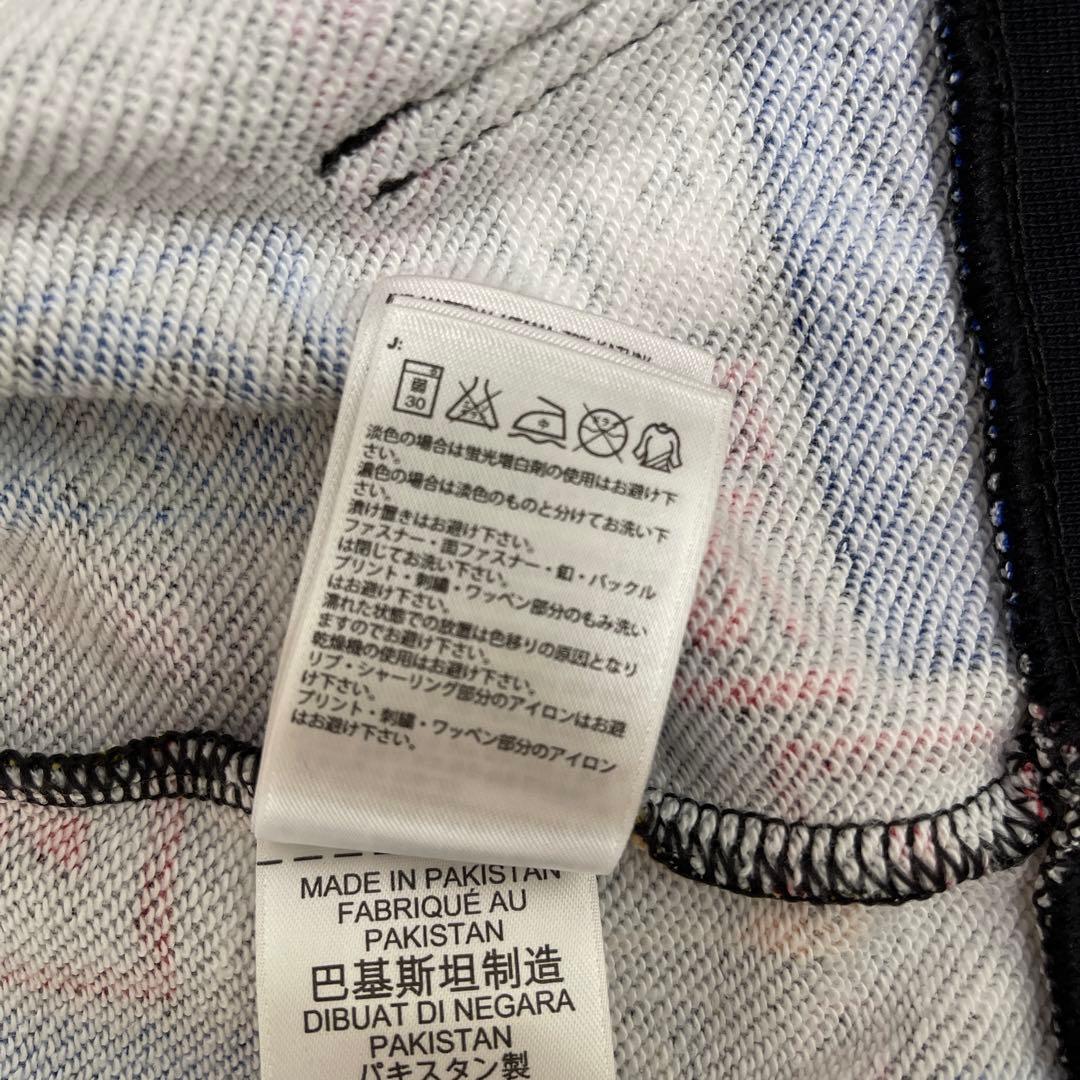 J:
弱
30
中
淡色の場合は蛍光増白剤の使用はお避け下
さい。
濃色の場合は淡色のものと分けてお洗い下
さい。
漬け置きはお避け下さい。
ファスナー・面ファスナー・釦・バックル
は閉じてお洗い下さい。
プリント・刺繍・ワッペン部分のもみ洗い
はお避け下さい。
濡れた状態での放置は色移りの原因となり
ますのでお避け下さい。
乾燥機の使用はお避け下さい。
リブ・シャーリング部分のアイロンはお避
け下さい。
プリント・刺繍・ワッペン部分のアイロン
はお避け下さい。
MADE IN PAKISTAN
FABRIQUÉ AU
PAKISTAN
巴基斯坦制造
DIBUAT DI NEGARA
PAKISTAN
パキスタン製